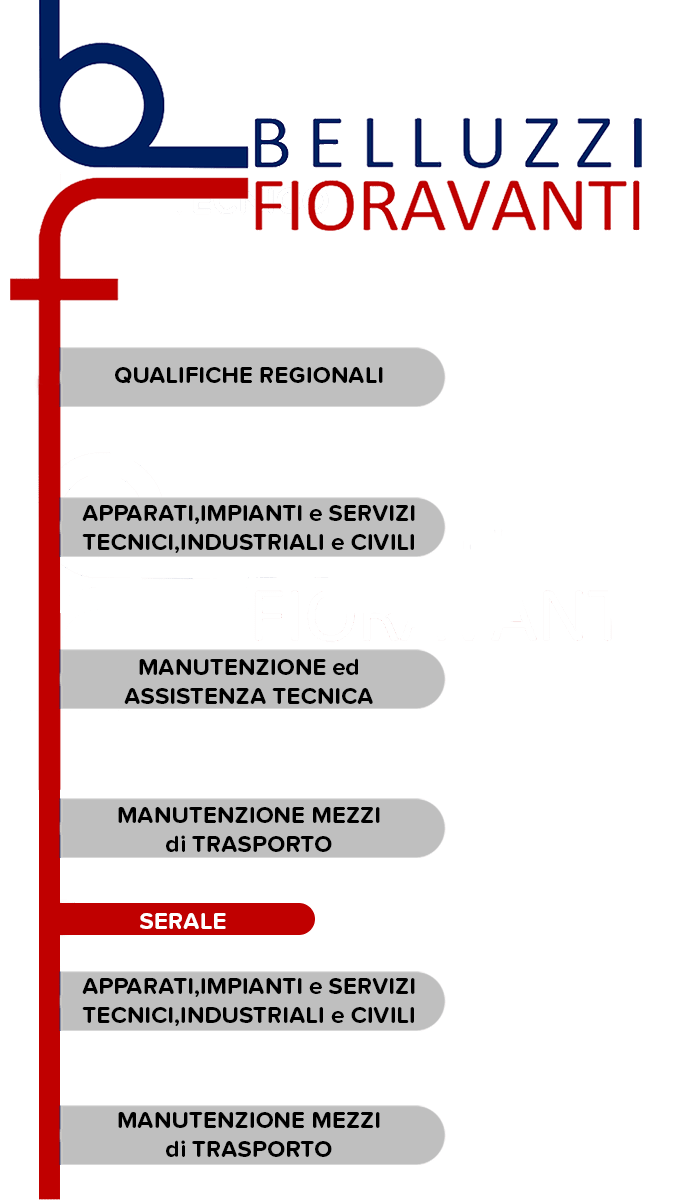 BELLUZZI
FIORAVANTI
QUALIFICHE REGIONALI
APPARATI,IMPIANTI e SERVIZI
TECNICI,INDUSTRIALI e CIVILI
MANUTENZIONE ed
ASSISTENZA TECNICA
MANUTENZIONE MEZZI
di TRASPORTO
SERALE
APPARATI,IMPIANTI e SERVIZI
TECNICI,INDUSTRIALI e CIVILI
MANUTENZIONE MEZZI
di TRASPORTO